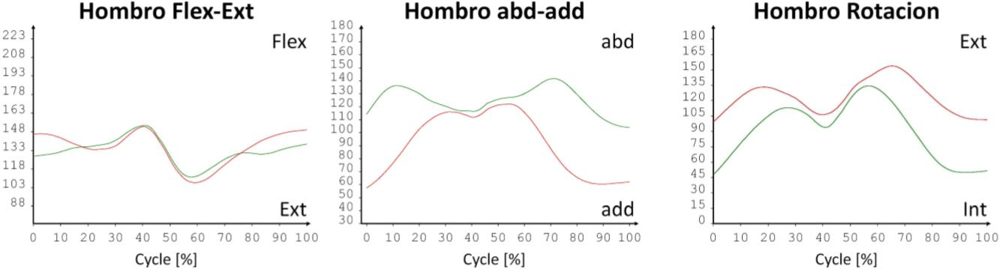 Hombro Flex-Ext
223
208
193
178
163
148
133
118
103
88
Flex
Ext
0 10 20 30 40 50 60 70 80 90 100
Cycle [%]
Hombro abd-add
180
170
160
150
140
130
120
110
100
90
80
70
60
50
40
30
abd
add
0 10 20 30 40 50 60 70 80 90 100
Cycle [%]
Hombro Rotacion
180
165
150
135
120
105
90
75
60
45
30
15
0
Ext
Int
0 10 20 30 40 50 60 70 80 90 100
Cycle [%]